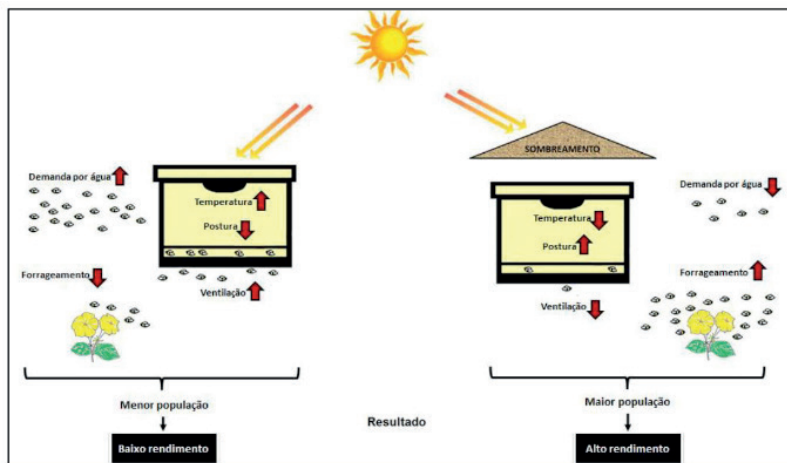 SOMBREAMENTO
Demanda por água
Temperatura
Postura
Forrageamento
Ventilação
Demanda por água
Temperatura
Postura
Forrageamento
Ventilação
Menor população
Baixo rendimento
Resultado
Maior população
Alto rendimento